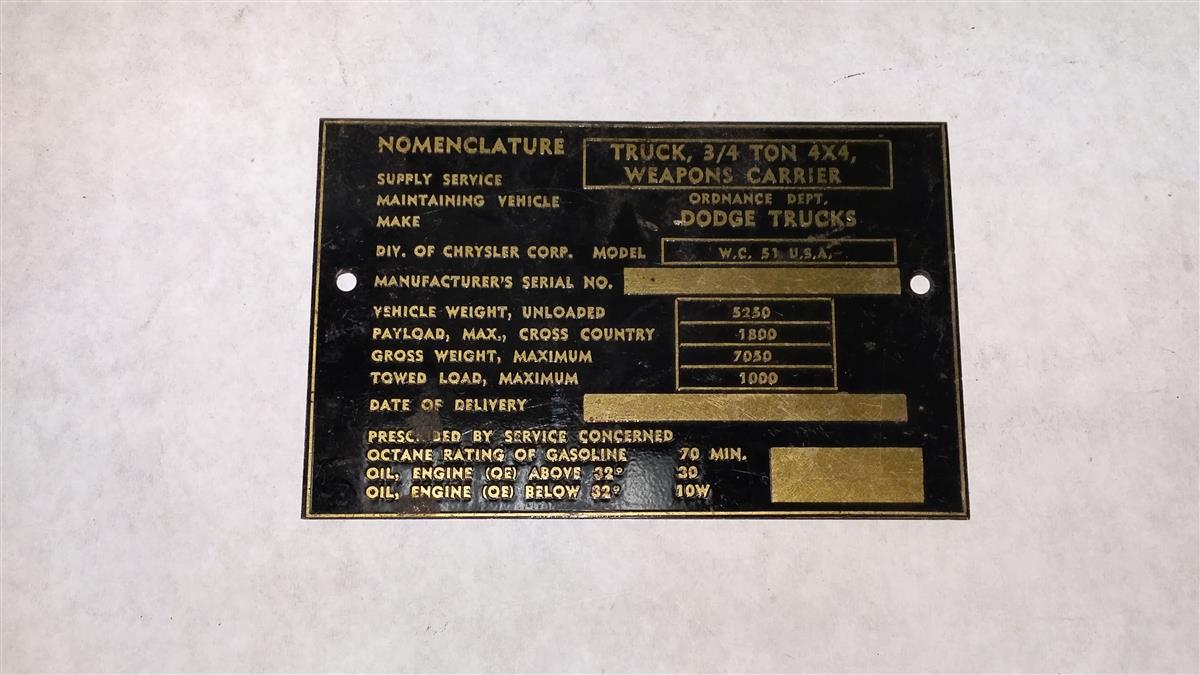 NOMENCLATURE TRUCK, 3/4 TON 4X4,
WEAPONS CARRIER
SUPPLY SERVICE
MAINTAINING VEHICLE ORDNANCE DEPT,
MAKE DODGE TRUCKS
DIV. OF CHRYSLER CORP. MODEL W.C. 51 U.S.A.
MANUFACTURER'S SERIAL NO.
VEHICLE WEIGHT, UNLOADED 5250
PAYLOAD, MAX., CROSS COUNTRY 1800
GROSS WEIGHT, MAXIMUM 7050
TOWED LOAD, MAXIMUM 1000
DATE OF DELIVERY
PRESCRIBED BY SERVICE CONCERNED
OCTANE RATING OF GASOLINE 70 MIN.
OIL, ENGINE (OE) ABOVE 32° 30
OIL, ENGINE (OE) BELOW 32° 10W